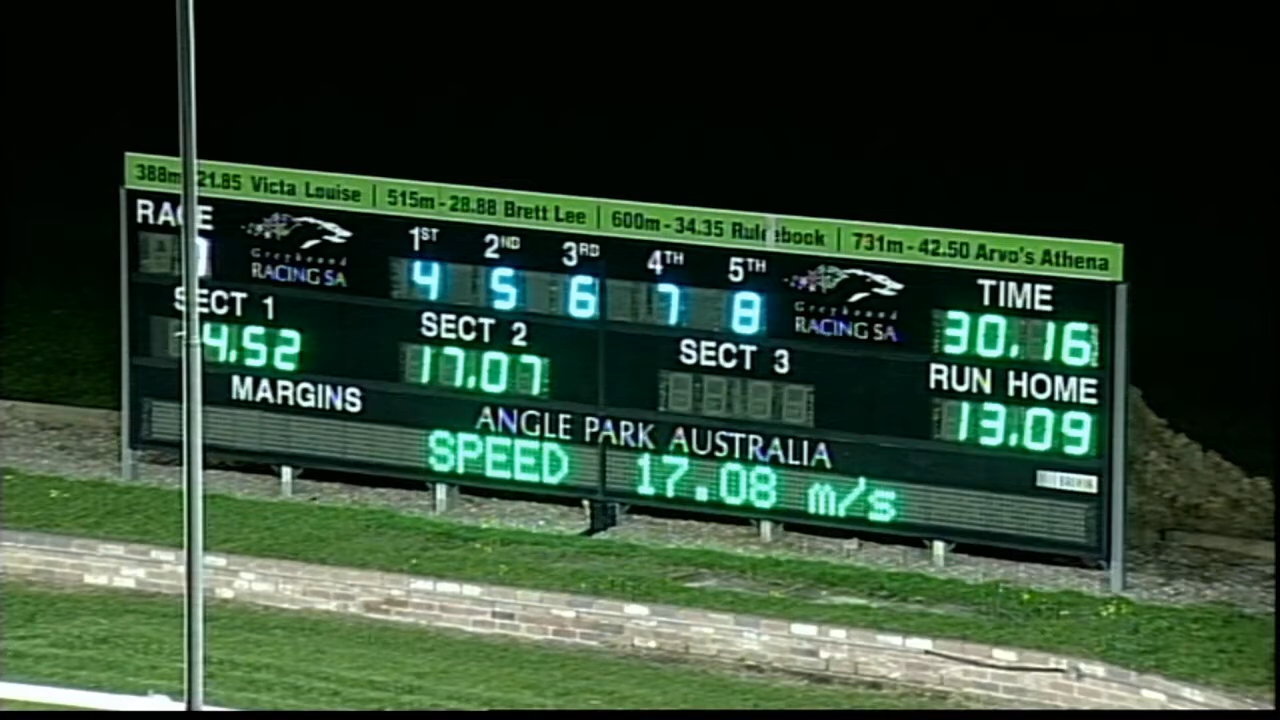 388m - 21.85 Victa Louise | 515m - 28.88 Brett Lee | 600m - 34.35 Rulebook | 731m - 42.50 Arvo's Athena
RACE
Greyhound
RACING SA
1ST 2ND 3RD 4TH 5TH
4 5 6 7 8
Greyhound
RACING SA
TIME
30.16
SECT 1
4.52
SECT 2
17.07
SECT 3
RUN HOME
13.09
MARGINS
ANGLE PARK AUSTRALIA
SPEED 17.08 m/s